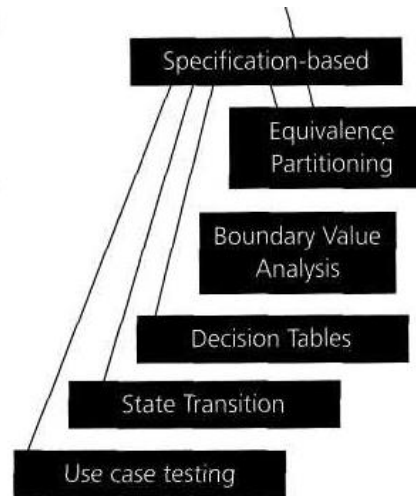 Specification-based
Equivalence
Partitioning
Boundary Value
Analysis
Decision Tables
State Transition
Use case testing